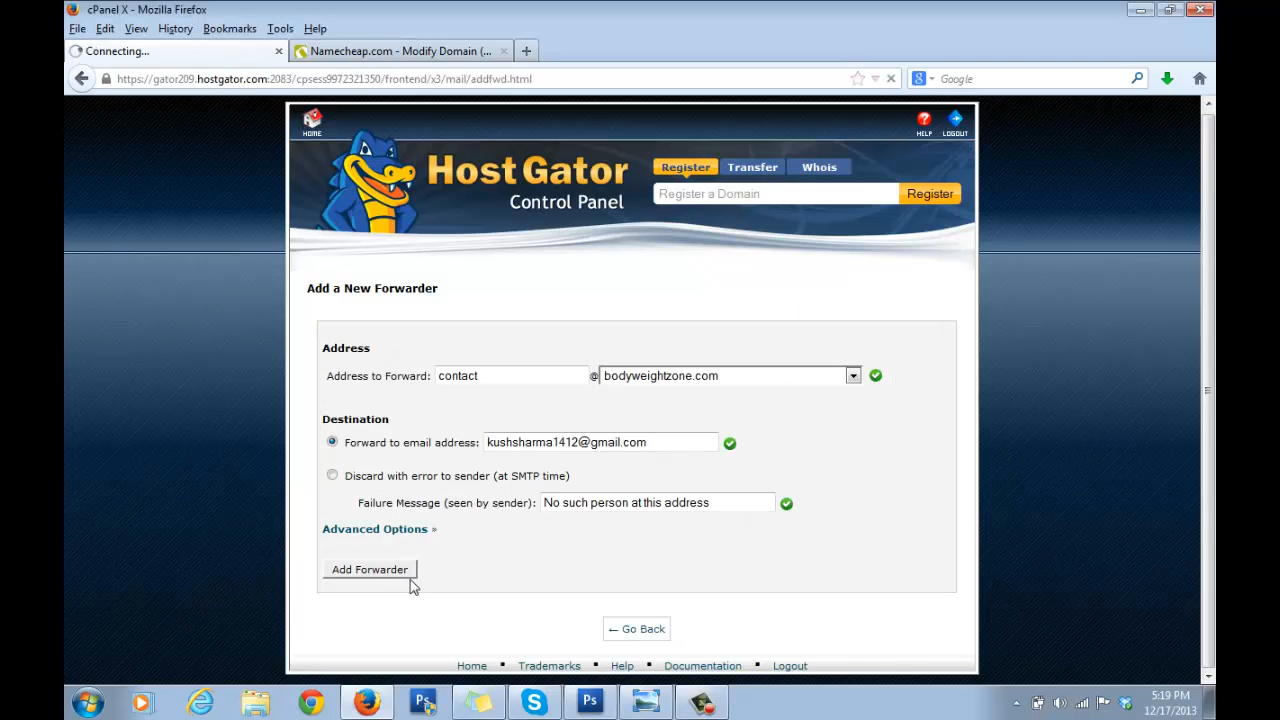 cPanel X - Mozilla Firefox
File Edit View History Bookmarks Tools Help
Connecting...
Namecheap.com - Modify Domain (...
https://gator209.hostgator.com:2083/cpsess9972321350/frontend/x3/mail/addfwd.html
Google
HOME
HELP LOGOUT
HostGator
Control Panel
Register Transfer Whois
Register a Domain Register
Add a New Forwarder
Address
Address to Forward: contact @ bodyweightzone.com
Destination
Forward to email address: kushsharma1412@gmail.com
Discard with error to sender (at SMTP time)
Failure Message (seen by sender): No such person at this address
Advanced Options »
Add Forwarder
← Go Back
Home ▪ Trademarks ▪ Help ▪ Documentation ▪ Logout
5:19 PM
12/17/2013